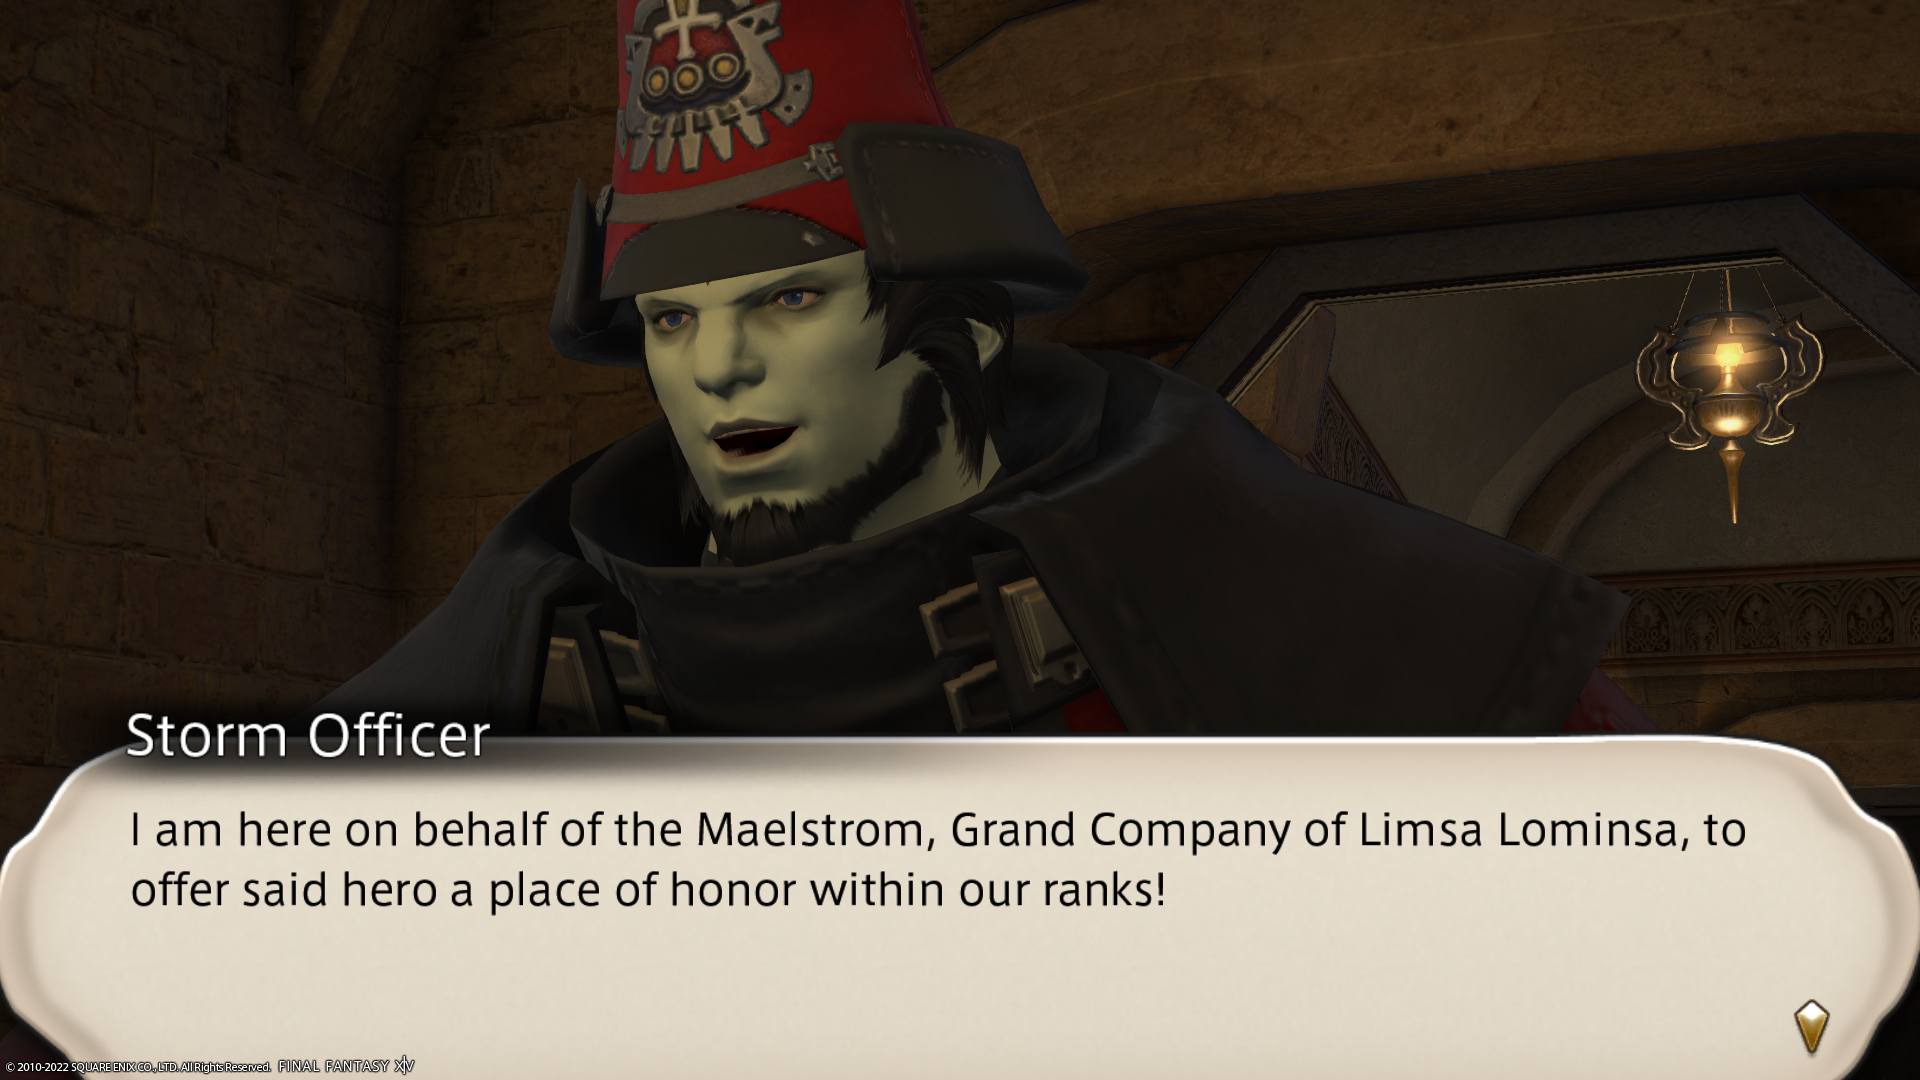 Storm Officer
I am here on behalf of the Maelstrom, Grand Company of Limsa Lominsa, to
offer said hero a place of honor within our ranks!
© 2010-2022 SQUARE ENIX CO., LTD. All Rights Reserved. FINAL FANTASY XIV